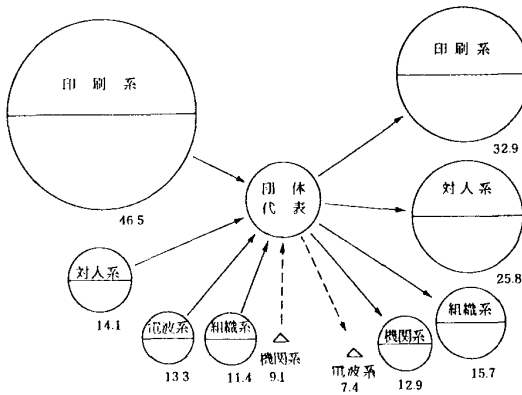 印刷系
46.5
対人系
14.1
電波系
13.3
組織系
11.4
機関系
9.1
団体
代表
印刷系
32.9
対人系
25.8
組織系
15.7
機関系
12.9
電波系
7.4